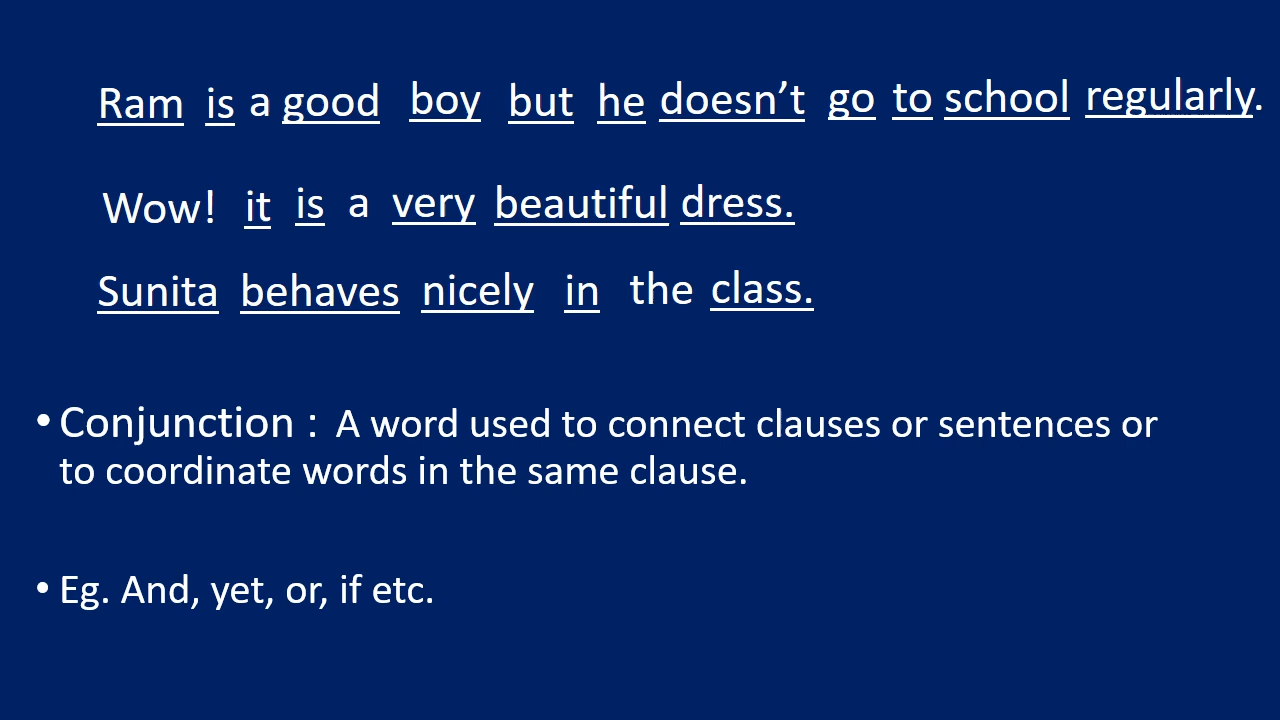 Ram is a good boy but he doesn’t go to school regularly.
Wow! it is a very beautiful dress.
Sunita behaves nicely in the class.
• Conjunction : A word used to connect clauses or sentences or
to coordinate words in the same clause.
• Eg. And, yet, or, if etc.